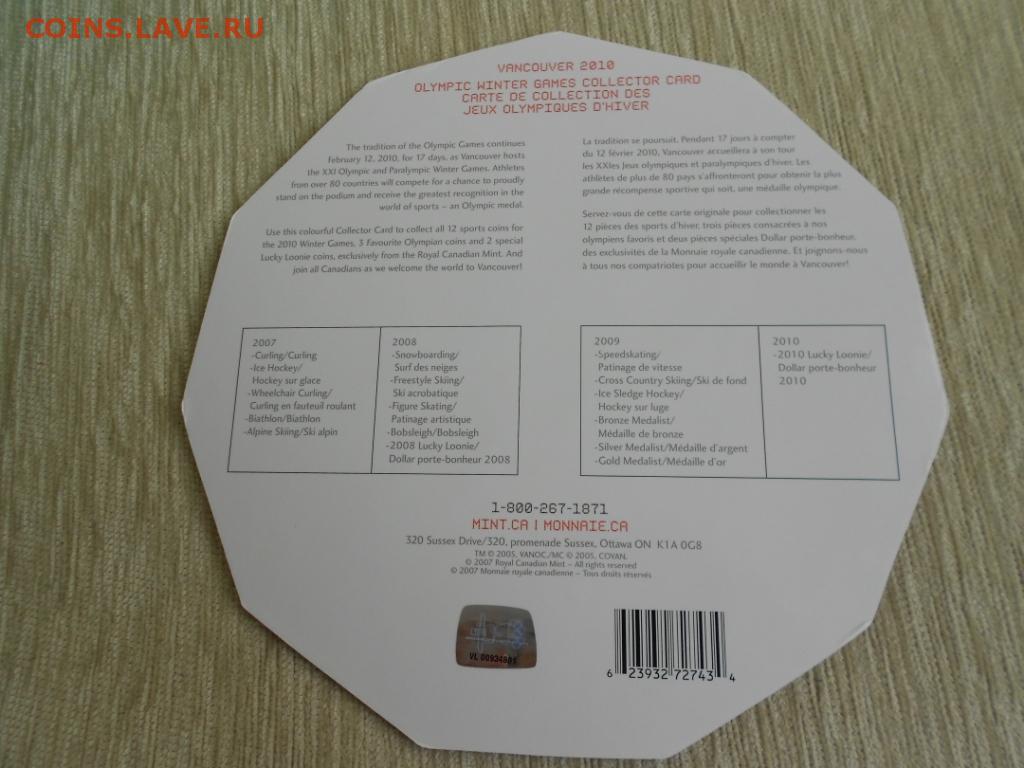 COINS.LAVE.RU
VANCOUVER 2010
OLYMPIC WINTER GAMES COLLECTOR CARD
CARTE DE COLLECTION DES
JEUX OLYMPIQUES D'HIVER
The tradition of the Olympic Games continues
February 12, 2010, for 17 days, as Vancouver hosts
the XXI Olympic and Paralympic Winter Games. Athletes
from over 80 countries will compete for a chance to proudly
stand on the podium and receive the greatest recognition in the
world of sports – an Olympic medal.
Use this colourful Collector Card to collect all 12 sports coins for
the 2010 Winter Games, 3 Favourite Olympian coins and 2 special
Lucky Loonie coins, exclusively from the Royal Canadian Mint. And
join all Canadians as we welcome the world to Vancouver!
La tradition se poursuit. Pendant 17 jours à compter
du 12 février 2010, Vancouver accueillera à son tour
les XXIes Jeux olympiques et paralympiques d'hiver. Les
athlètes de plus de 80 pays s'affronteront pour obtenir la plus
grande récompense sportive qui soit, une médaille olympique.
Servez-vous de cette carte originale pour collectionner les
12 pièces des sports d'hiver, trois pièces consacrées à nos
olympiens favoris et deux pièces spéciales Dollar porte-bonheur,
des exclusivités de la Monnaie royale canadienne. Et joignons-nous
à tous nos compatriotes pour accueillir le monde à Vancouver!
2007
-Curling/Curling
-Ice Hockey/
Hockey sur glace
-Wheelchair Curling/
Curling en fauteuil roulant
-Biathlon/Biathlon
-Alpine Skiing/Ski alpin
2008
-Snowboarding/
Surf des neiges
-Freestyle Skiing/
Ski acrobatique
-Figure Skating/
Patinage artistique
-Bobsleigh/Bobsleigh
-2008 Lucky Loonie/
Dollar porte-bonheur 2008
2009
-Speedskating/
Patinage de vitesse
-Cross Country Skiing/Ski de fond
-Ice Sledge Hockey/
Hockey sur luge
-Bronze Medalist/
Médaille de bronze
-Silver Medalist/Médaille d'argent
-Gold Medalist/Médaille d'or
2010
-2010 Lucky Loonie/
Dollar porte-bonheur
2010
1-800-267-1871
MINT.CA | MONNAIE.CA
320 Sussex Drive/320, promenade Sussex, Ottawa ON K1A 0G8
TM © 2005, VANOC./MC © 2005, COVAN.
© 2007 Royal Canadian Mint – All rights reserved
© 2007 Monnaie royale canadienne – Tous droits réservés
6 23932 72743 4